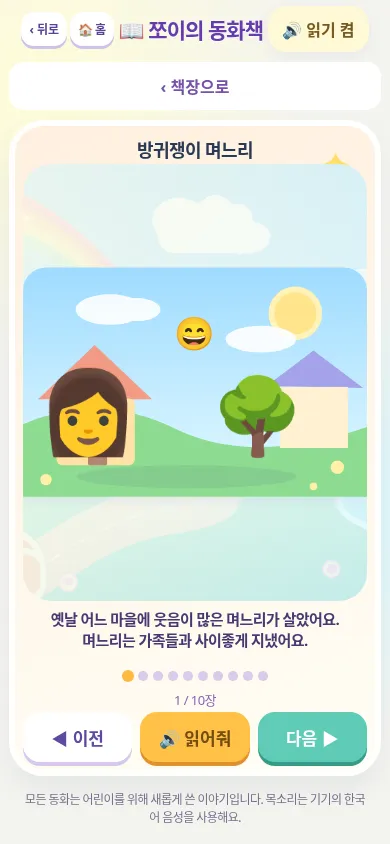 ‹ 뒤로 🏠 홈 📖 쪼이의 동화책 🔊 읽기 켬
‹ 책장으로
방귀쟁이 며느리
옛날 어느 마을에 웃음이 많은 며느리가 살았어요.
며느리는 가족들과 사이좋게 지냈어요.
1 / 10장
◀ 이전 🔊 읽어줘 다음 ▶
모든 동화는 어린이를 위해 새롭게 쓴 이야기입니다. 목소리는 기기의 한국
어 음성을 사용해요.